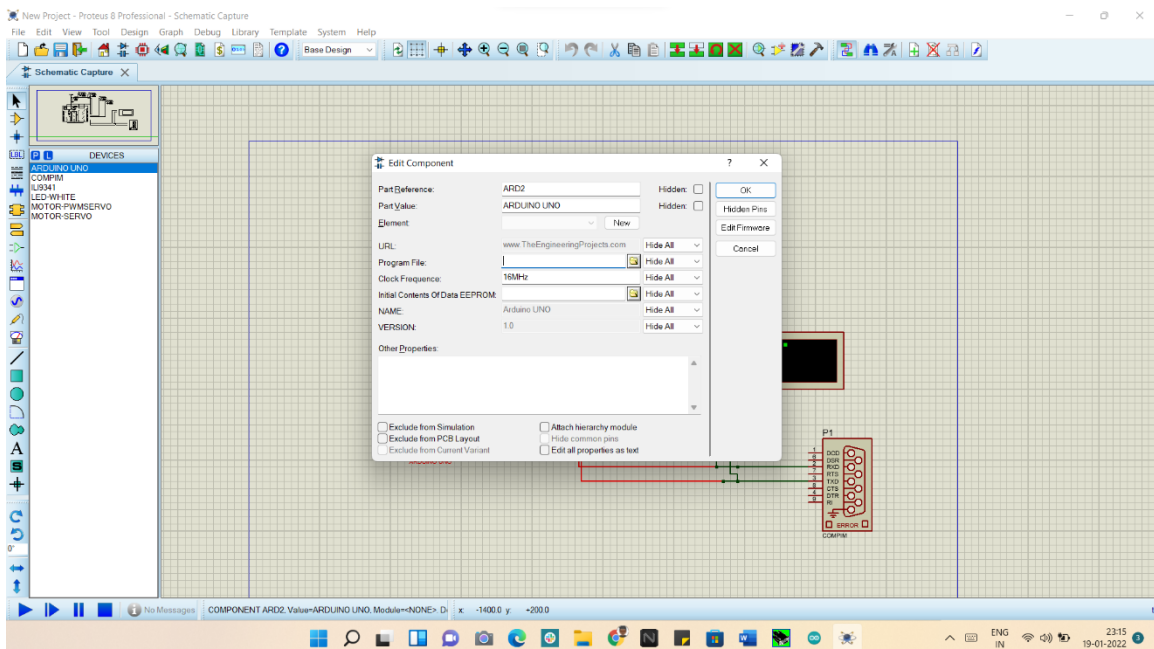 New Project - Proteus 8 Professional - Schematic Capture
File Edit View Tool Design Graph Debug Library Template System Help
Base Design
Schematic Capture
P L DEVICES
ARDUINO UNO
COMPIM
ILI9341
LED-WHITE
MOTOR-PWMSERVO
MOTOR-SERVO
LBL
A
S
0°
Edit Component ? X
Part Reference: ARD2 Hidden:
Part Value: ARDUINO UNO Hidden:
Element: New
URL: www.TheEngineeringProjects.com Hide All
Program File: Hide All
Clock Frequence: 16MHz Hide All
Initial Contents Of Data EEPROM: Hide All
NAME: Arduino UNO Hide All
VERSION: 1.0 Hide All
Other Properties:
Exclude from Simulation Attach hierarchy module
Exclude from PCB Layout Hide common pins
Exclude from Current Variant Edit all properties as text
OK
Hidden Pins
Edit Firmware
Cancel
P1
DCD
DSR
RXD
RTS
TXD
CTS
DTR
RI
ERROR
COMPIM
No Messages COMPONENT ARD2, Value=ARDUINO UNO, Module=<NONE>, D x: -1400.0 y: +200.0
ENG
IN
23:15
19-01-2022
3